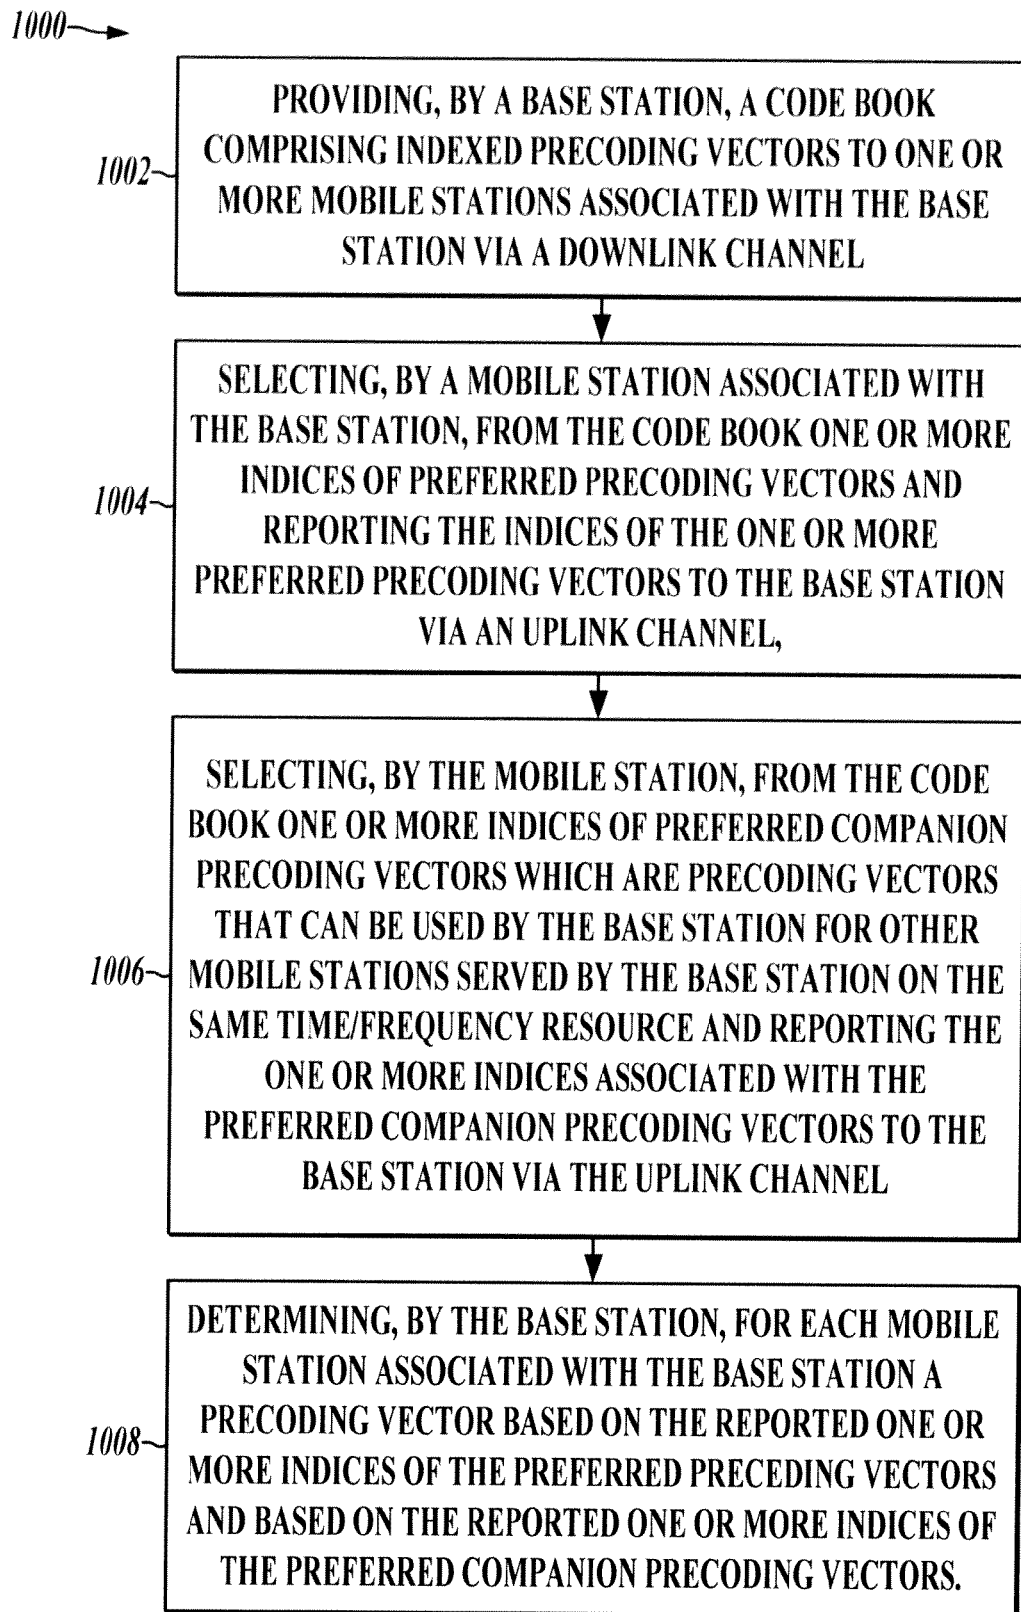 1000
PROVIDING, BY A BASE STATION, A CODE BOOK
COMPRISING INDEXED PRECODING VECTORS TO ONE OR
MORE MOBILE STATIONS ASSOCIATED WITH THE BASE
STATION VIA A DOWNLINK CHANNEL
1002
SELECTING, BY A MOBILE STATION ASSOCIATED WITH
THE BASE STATION, FROM THE CODE BOOK ONE OR MORE
INDICES OF PREFERRED PRECODING VECTORS AND
REPORTING THE INDICES OF THE ONE OR MORE
PREFERRED PRECODING VECTORS TO THE BASE STATION
VIA AN UPLINK CHANNEL,
1004
SELECTING, BY THE MOBILE STATION, FROM THE CODE
BOOK ONE OR MORE INDICES OF PREFERRED COMPANION
PRECODING VECTORS WHICH ARE PRECODING VECTORS
THAT CAN BE USED BY THE BASE STATION FOR OTHER
MOBILE STATIONS SERVED BY THE BASE STATION ON THE
SAME TIME/FREQUENCY RESOURCE AND REPORTING THE
ONE OR MORE INDICES ASSOCIATED WITH THE
PREFERRED COMPANION PRECODING VECTORS TO THE
BASE STATION VIA THE UPLINK CHANNEL
1006
DETERMINING, BY THE BASE STATION, FOR EACH MOBILE
STATION ASSOCIATED WITH THE BASE STATION A
PRECODING VECTOR BASED ON THE REPORTED ONE OR
MORE INDICES OF THE PREFERRED PRECEDING VECTORS
AND BASED ON THE REPORTED ONE OR MORE INDICES OF
THE PREFERRED COMPANION PRECODING VECTORS.
1008